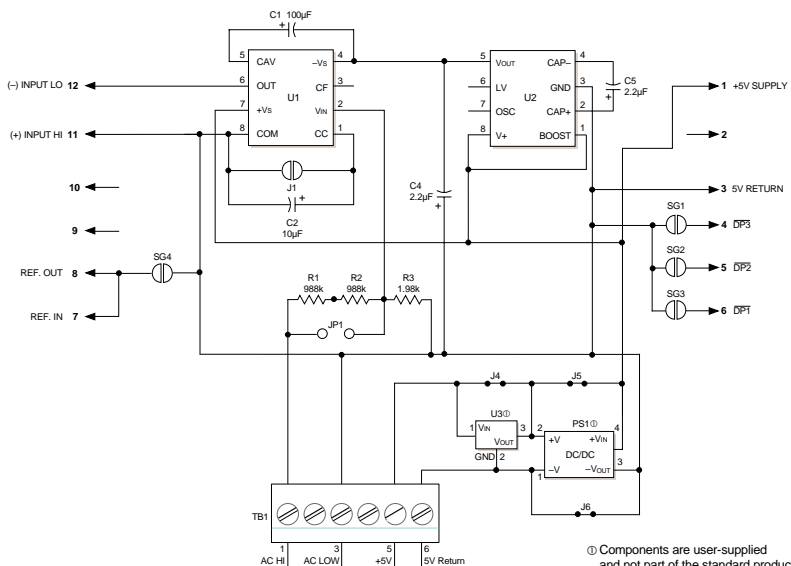 C1 100µF
5 CAV –VS 4
6 OUT CF 3
U1
7 +VS VIN 2
8 COM CC 1
J1
C2
10µF
(–) INPUT LO 12
(+) INPUT HI 11
10
9
REF. OUT 8
REF. IN 7
SG4
5 VOUT CAP– 4
6 LV GND 3
U2
7 OSC CAP+ 2
8 V+ BOOST 1
C5
2.2µF
C4
2.2µF
1 +5V SUPPLY
2
3 5V RETURN
SG1
4 DP3
SG2
5 DP2
SG3
6 DP1
R1
988k
R2
988k
R3
1.98k
JP1
J4
J5
U3①
1 VIN
VOUT 3
GND 2
PS1①
2 +V +VIN 4
DC/DC
1 –V –VOUT 3
J6
TB1
1 3 5 6
AC HI AC LOW +5V 5V Return
① Components are user-supplied
and not part of the standard